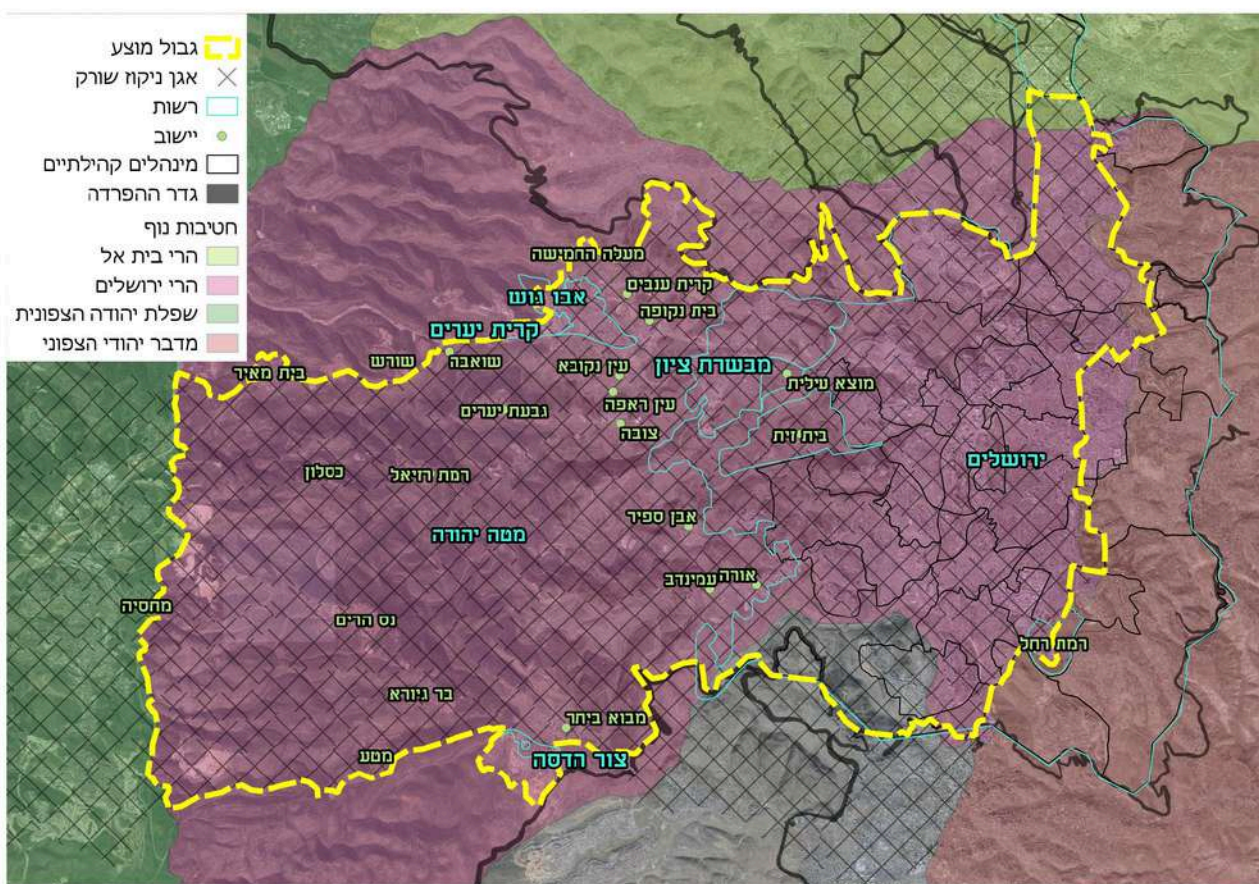 גבול מוצע
אגן ניקוז שורק
רשות
יישוב
מינהלים קהילתיים
גדר ההפרדה
חטיבות נוף
הרי בית אל
הרי ירושלים
שפלת יהודה הצפונית
מדבר יהודי הצפוני
מעלה החמישה
קרית ענבים
אבו גוש
בית נקופה
קרית יערים
שואבה
שורש
בית מאיר
עין נקובא
מבשרת ציון
מוצא עילית
עין ראפה
גבעת יערים
צובה
בית זית
ירושלים
רמת רזיאל
כסלון
אבן ספיר
מטה יהודה
אורה
עמינדב
מחסיה
נס הרים
רמת רחל
בר גיורא
מבוא ביתר
מטע
צור הדסה